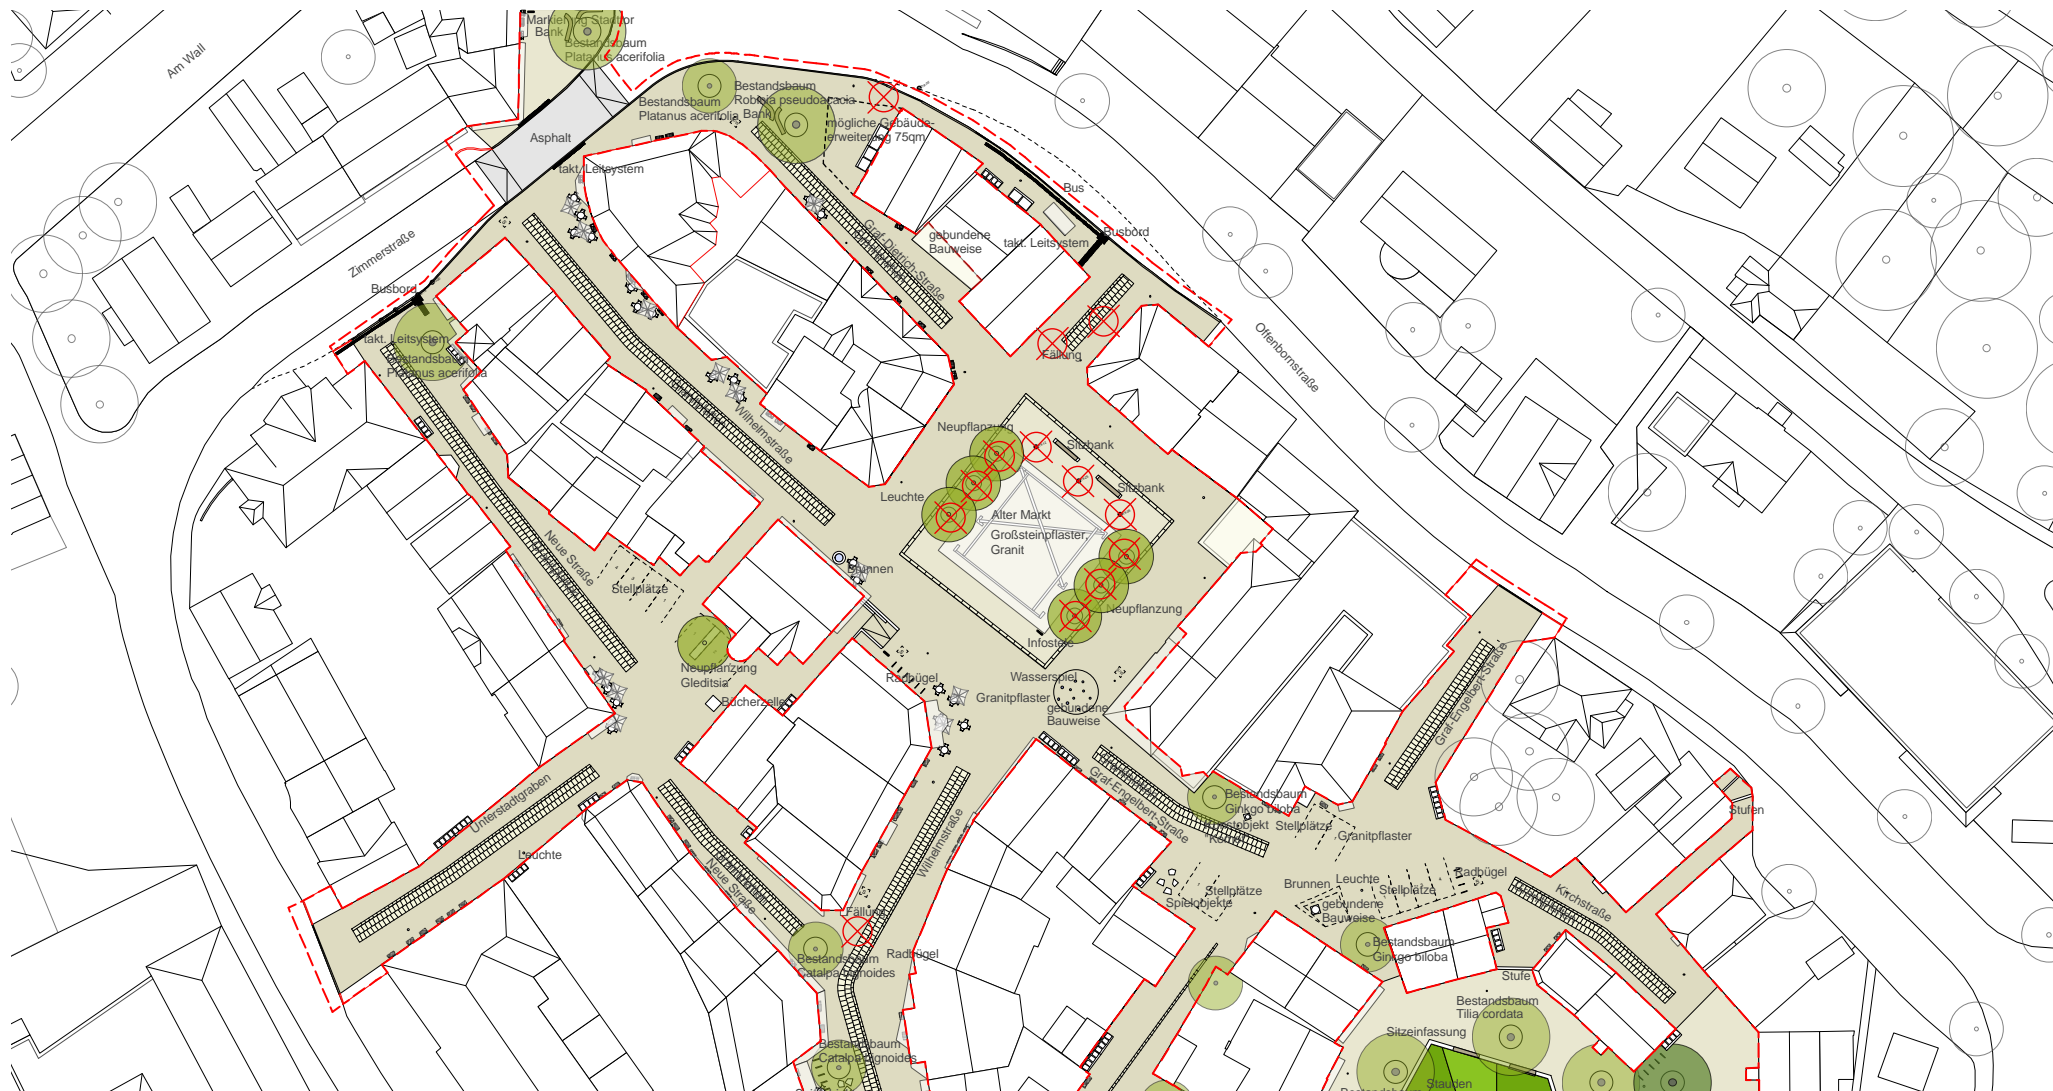 Markierung Stadttor
Bank
Bestandsbaum
Platanus acerifolia
Am Wall
Bestandsbaum
Robinia pseudoacacia
Bestandsbaum
Platanus acerifolia
Bank
mögliche Gebäude-
erweiterung 75qm
Asphalt
takt. Leitsystem
Bus
Busbord
gebundene
Bauweise
takt. Leitsystem
Graf-Dietrich-Straße
Zimmerstraße
Busbord
takt. Leitsystem
Bestandsbaum
Platanus acerifolia
Offenbornstraße
Fällung
Wilhelmstraße
Neupflanzung
Sitzbank
Sitzbank
Leuchte
Alter Markt
Großsteinpflaster,
Granit
Neue Straße
Brunnen
Stellplätze
Neupflanzung
Infostele
Neupflanzung
Gleditsia
Radbügel
Wasserspiel
Granitpflaster
gebundene
Bauweise
Bücherzelle
Graf-Engelbert-Straße
Graf-Engelbert-Straße
Unterstadtgraben
Leuchte
Neue Straße
Wilhelmstraße
Bestandsbaum
Ginkgo biloba
Stellplätze
Granitpflaster
Stufen
Stellplätze
Spielobjekte
Brunnen
Leuchte
Stellplätze
Radbügel
gebundene
Bauweise
Kirchstraße
Fällung
Radbügel
Bestandsbaum
Catalpa bignoides
Bestandsbaum
Ginkgo biloba
Stufe
Bestandsbaum
Tilia cordata
Sitzeinfassung
Bestandsbaum
Catalpa bignoides
Stauden